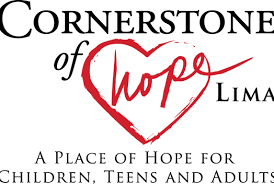 CORNERSTONE
of hope LIMA
A PLACE OF HOPE FOR
CHILDREN, TEENS AND ADULTS